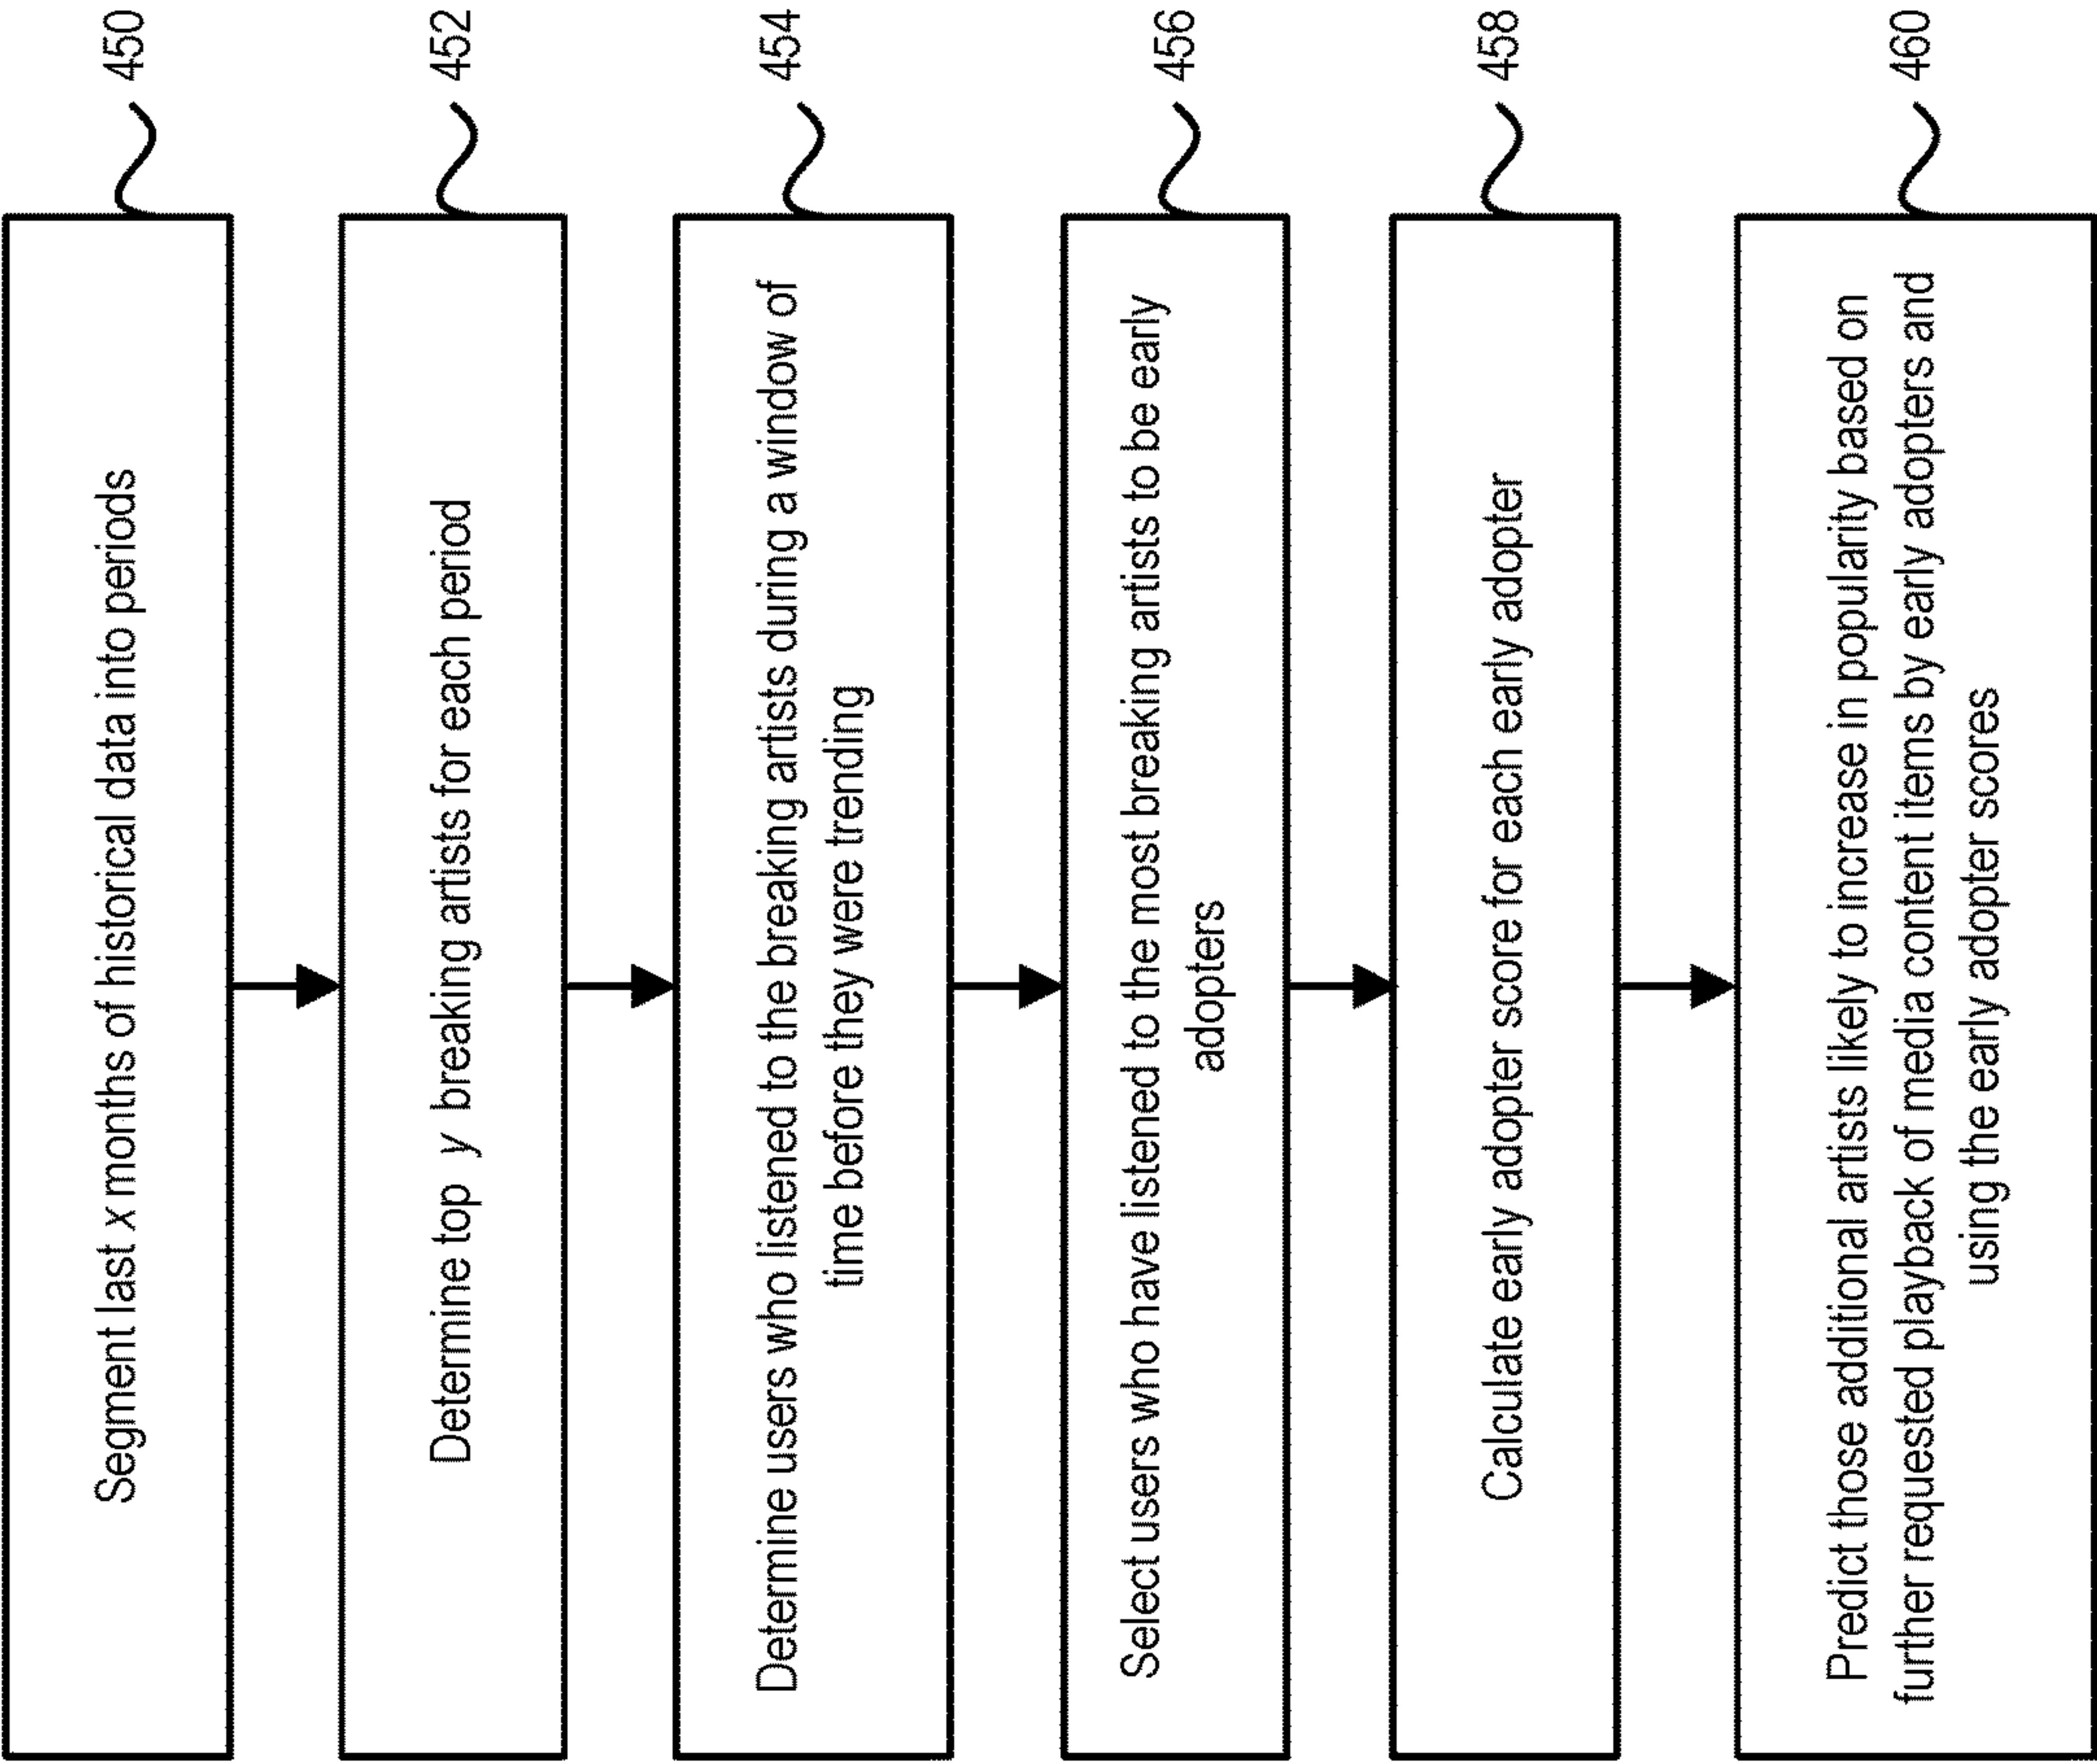 Segment last x months of historical data into periods
450
Determine top y breaking artists for each period
452
Determine users who listened to the breaking artists during a window of
time before they were trending
454
Select users who have listened to the most breaking artists to be early
adopters
456
Calculate early adopter score for each early adopter
458
Predict those additional artists likely to increase in popularity based on
further requested playback of media content items by early adopters and
using the early adopter scores
460